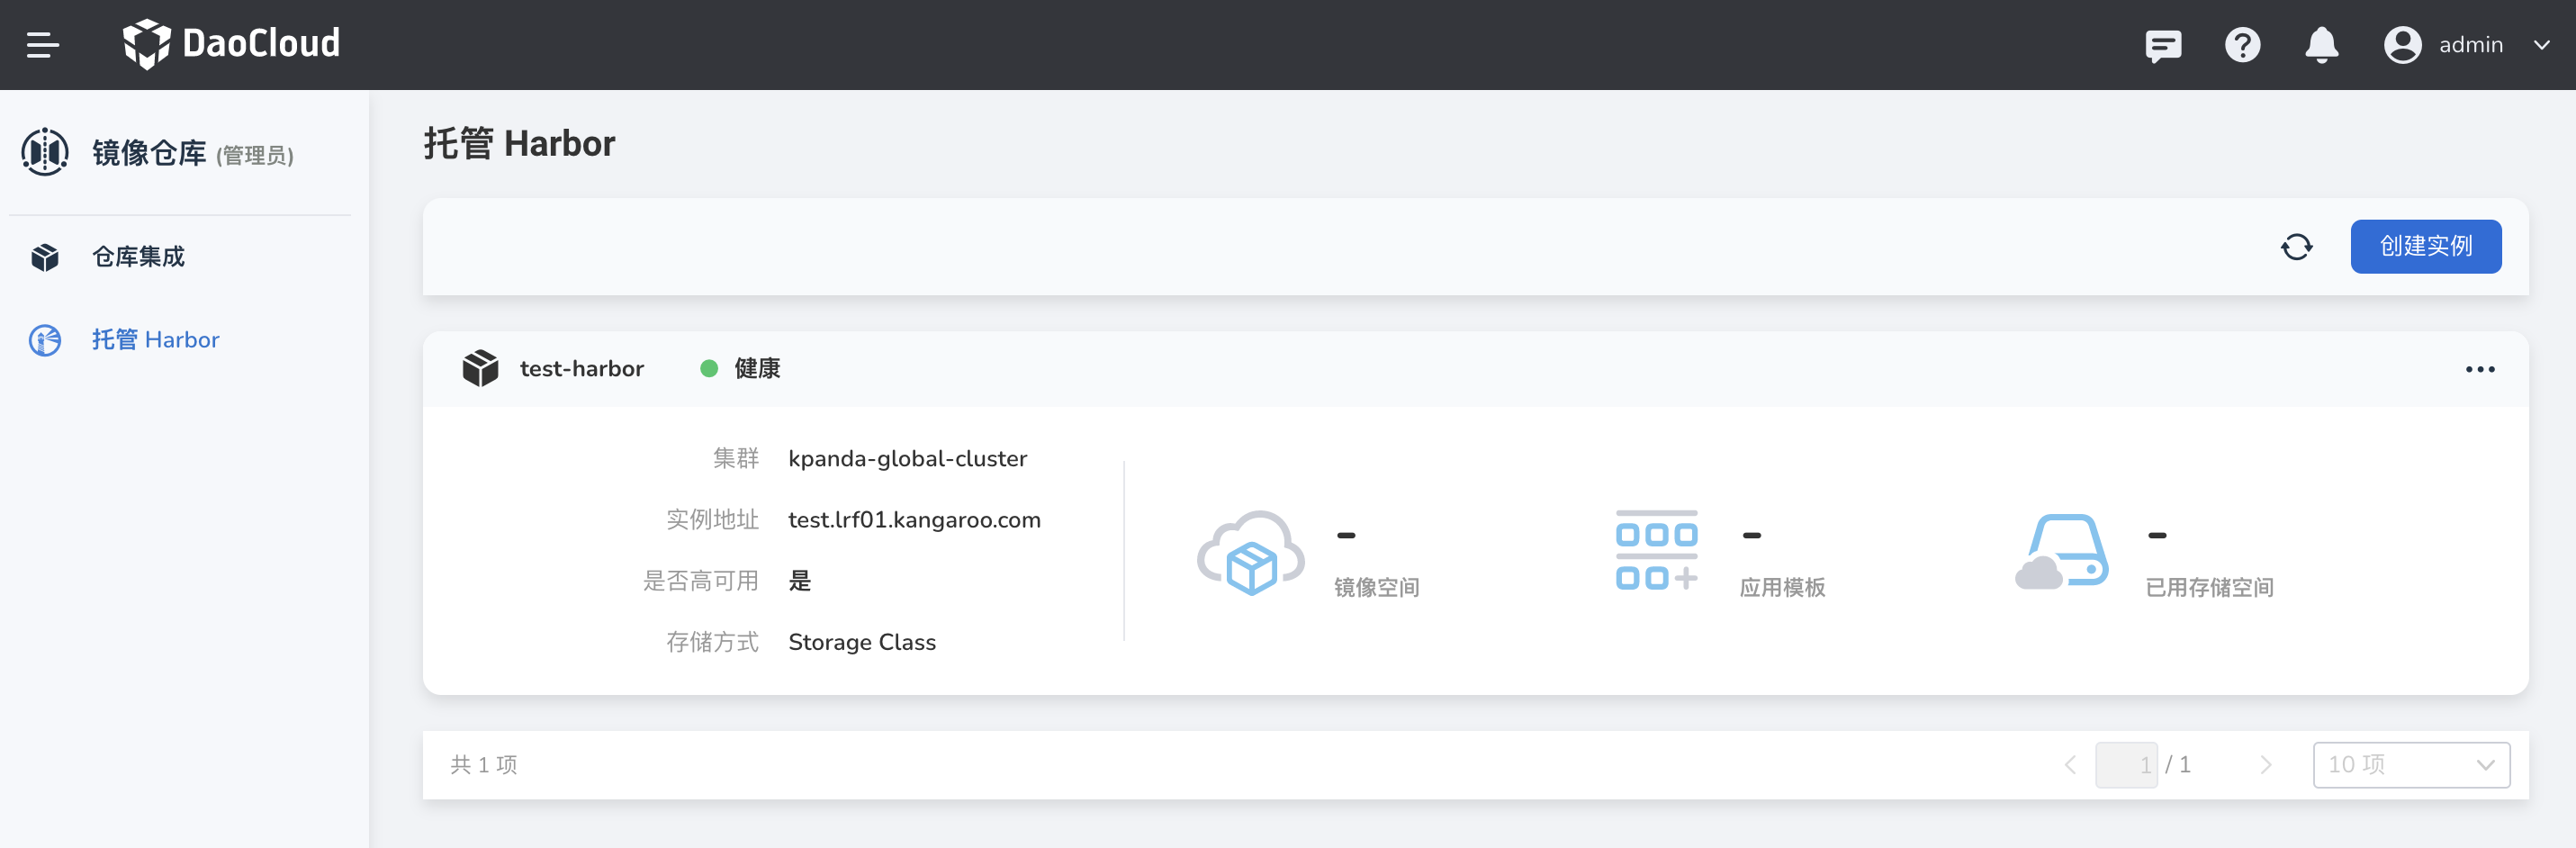 DaoCloud
admin
镜像仓库 (管理员)
仓库集成
托管 Harbor
托管 Harbor
创建实例
test-harbor 健康
集群 kpanda-global-cluster
实例地址 test.lrf01.kangaroo.com
是否高可用 是
存储方式 Storage Class
-
镜像空间
-
应用模板
-
已用存储空间
共 1 项
1 / 1
10 项